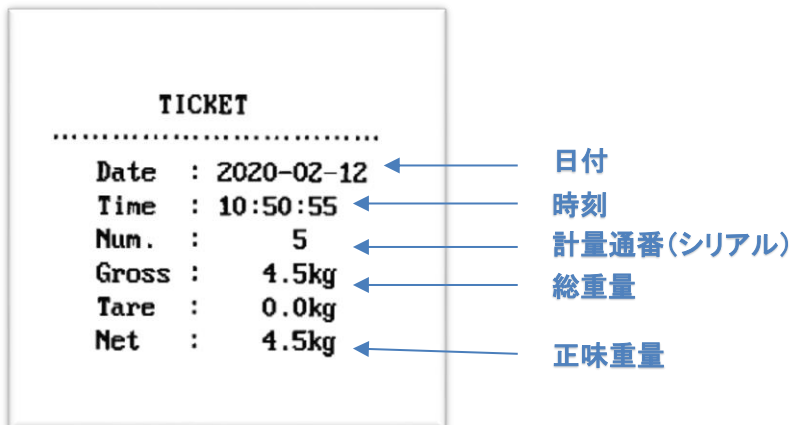 TICKET
Date : 2020-02-12 日付
Time : 10:50:55 時刻
Num. : 5 計量通番(シリアル)
Gross : 4.5kg 総重量
Tare : 0.0kg
Net : 4.5kg 正味重量